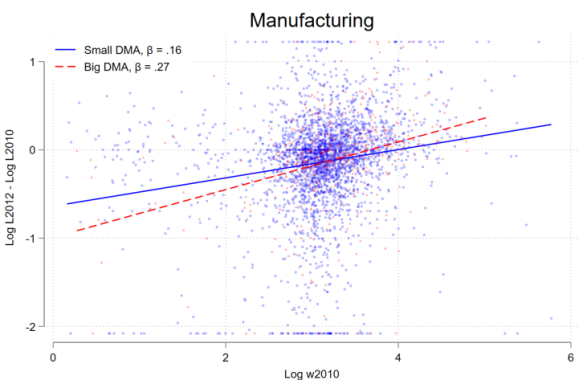 Manufacturing
Small DMA, β = .16
Big DMA, β = .27
Log L2012 - Log L2010
1
0
-1
-2
0 2 4 6
Log w2010